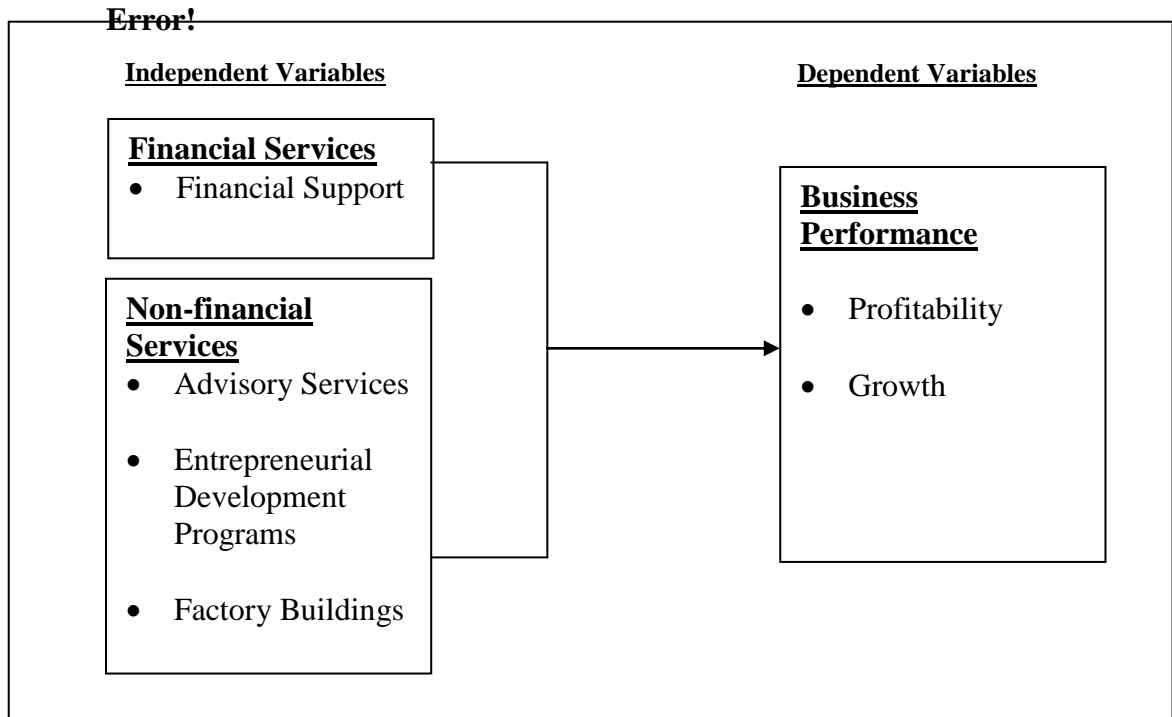 Error!
Independent Variables
Dependent Variables
Financial Services
• Financial Support
Non-financial
Services
• Advisory Services
• Entrepreneurial
Development
Programs
• Factory Buildings
Business
Performance
• Profitability
• Growth